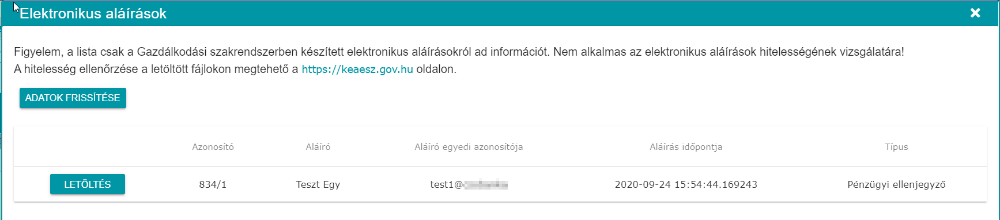 Elektronikus aláírások
Figyelem, a lista csak a Gazdálkodási szakrendszerben készített elektronikus aláírásokról ad információt. Nem alkalmas az elektronikus aláírások hitelességének vizsgálatára!
A hitelesség ellenőrzése a letöltött fájlokon megtehető a https://keaesz.gov.hu oldalon.
ADATOK FRISSÍTÉSE
Azonosító Aláíró Aláíró egyedi azonosítója Aláírás időpontja Típus
LETÖLTÉS 834/1 Teszt Egy test1@ 2020-09-24 15:54:44.169243 Pénzügyi ellenjegyző